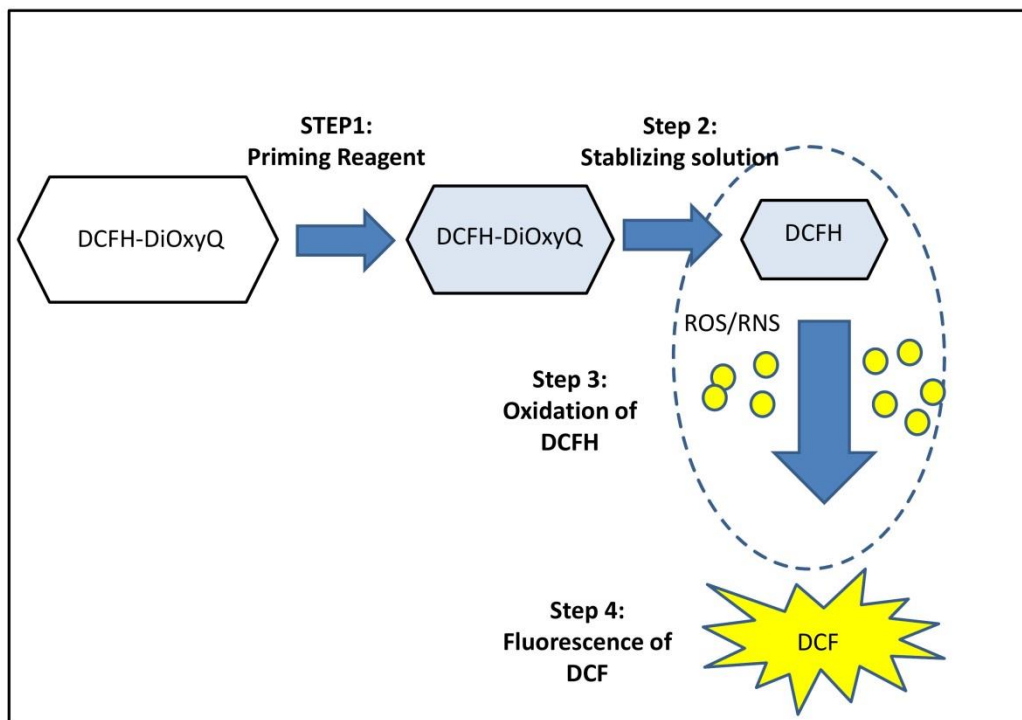 STEP1:
Priming Reagent
Step 2:
Stablizing solution
DCFH-DiOxyQ
DCFH-DiOxyQ
DCFH
ROS/RNS
Step 3:
Oxidation of
DCFH
Step 4:
Fluorescence of
DCF
DCF